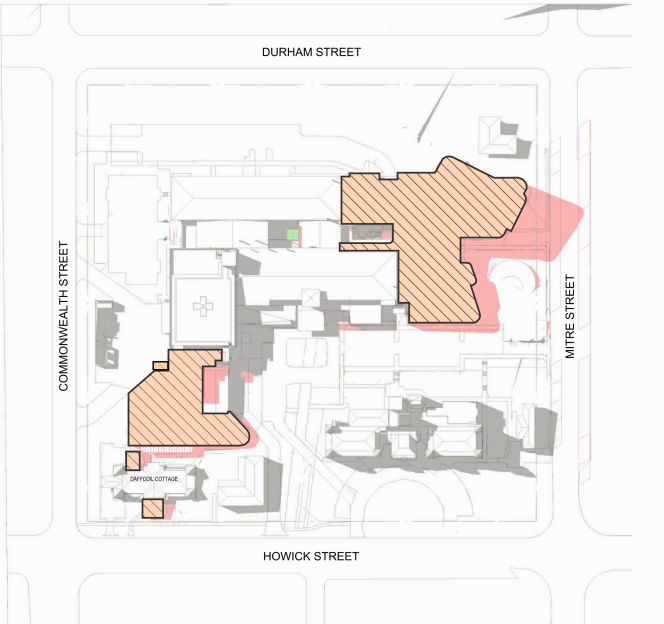 DURHAM STREET
COMMONWEALTH STREET
MITRE STREET
DAFFODIL COTTAGE
HOWICK STREET